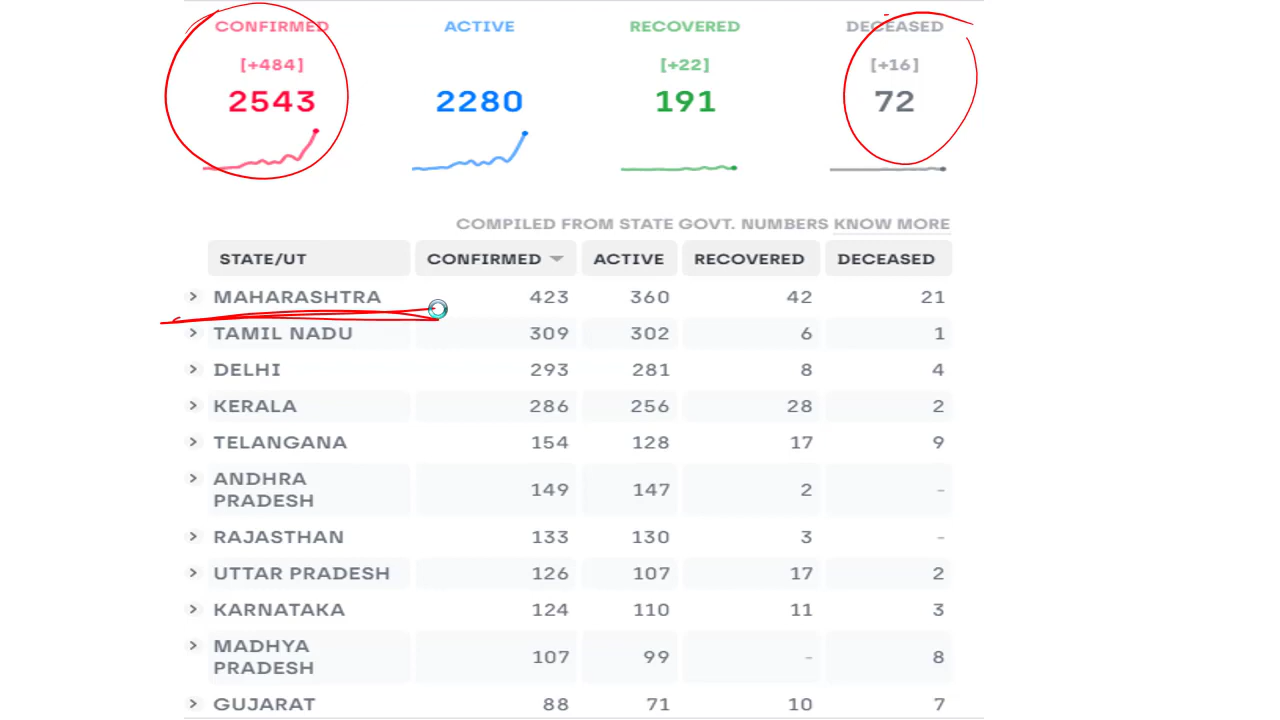 CONFIRMED ACTIVE RECOVERED DECEASED
[+484] [+22] [+16]
2543 2280 191 72
COMPILED FROM STATE GOVT. NUMBERS KNOW MORE
STATE/UT CONFIRMED ACTIVE RECOVERED DECEASED
MAHARASHTRA 423 360 42 21
TAMIL NADU 309 302 6 1
DELHI 293 281 8 4
KERALA 286 256 28 2
TELANGANA 154 128 17 9
ANDHRA
PRADESH 149 147 2 -
RAJASTHAN 133 130 3 -
UTTAR PRADESH 126 107 17 2
KARNATAKA 124 110 11 3
MADHYA
PRADESH 107 99 - 8
GUJARAT 88 71 10 7